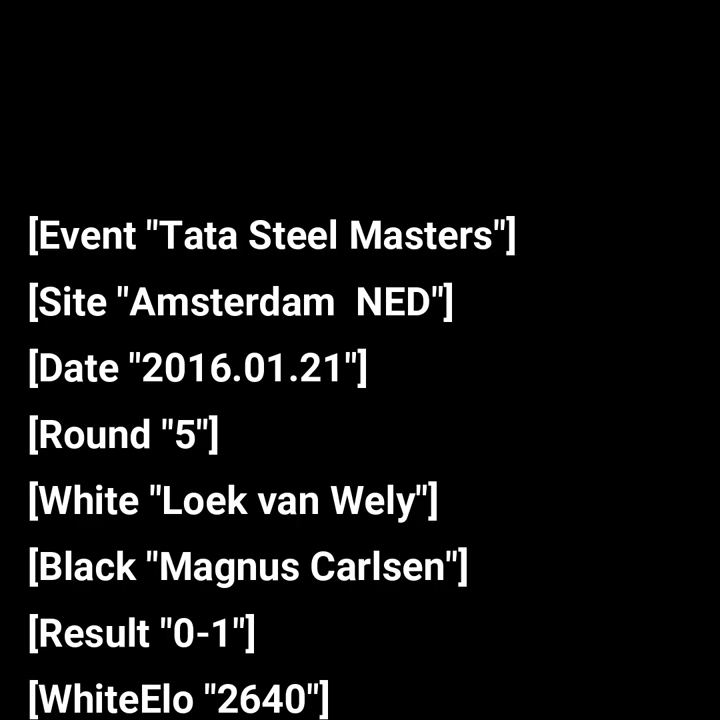 [Event "Tata Steel Masters"]
[Site "Amsterdam  NED"]
[Date "2016.01.21"]
[Round "5"]
[White "Loek van Wely"]
[Black "Magnus Carlsen"]
[Result "0-1"]
[WhiteElo "2640"]